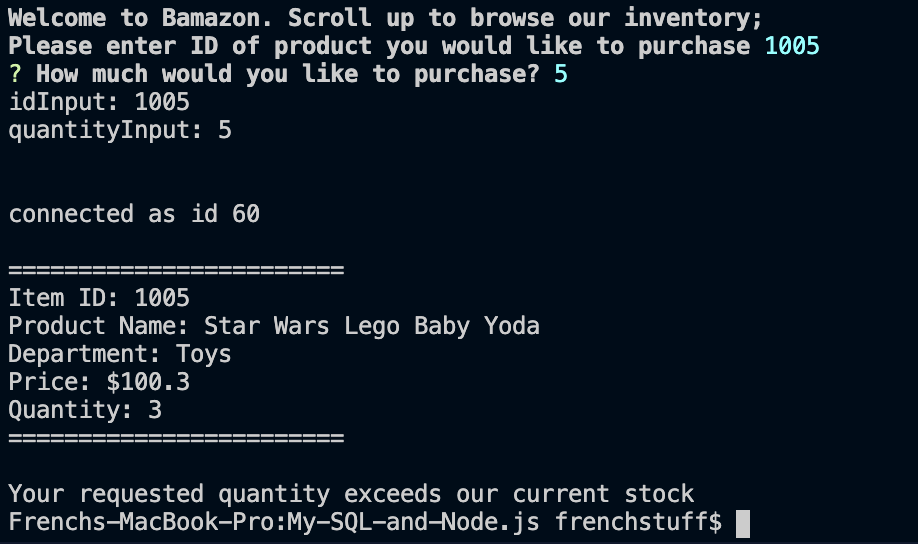 Welcome to Bamazon. Scroll up to browse our inventory;
Please enter ID of product you would like to purchase 1005
? How much would you like to purchase? 5
idInput: 1005
quantityInput: 5
connected as id 60
========================
Item ID: 1005
Product Name: Star Wars Lego Baby Yoda
Department: Toys
Price: $100.3
Quantity: 3
========================
Your requested quantity exceeds our current stock
Frenchs-MacBook-Pro:My-SQL-and-Node.js frenchstuff$